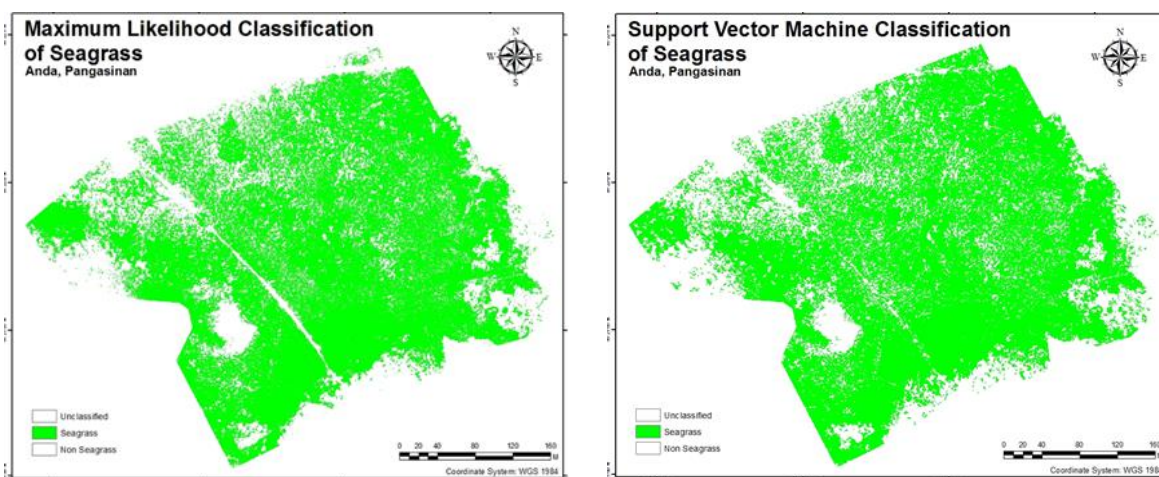 Maximum Likelihood Classification
of Seagrass
Anda, Pangasinan
N
W E
S
Unclassified
Seagrass
Non Seagrass
0 20 40 80 120 160
Coordinate System: WGS 1984
Support Vector Machine Classification
of Seagrass
Anda, Pangasinan
N
W E
S
Unclassified
Seagrass
Non Seagrass
0 20 40 80 120 160
Coordinate System: WGS 1984